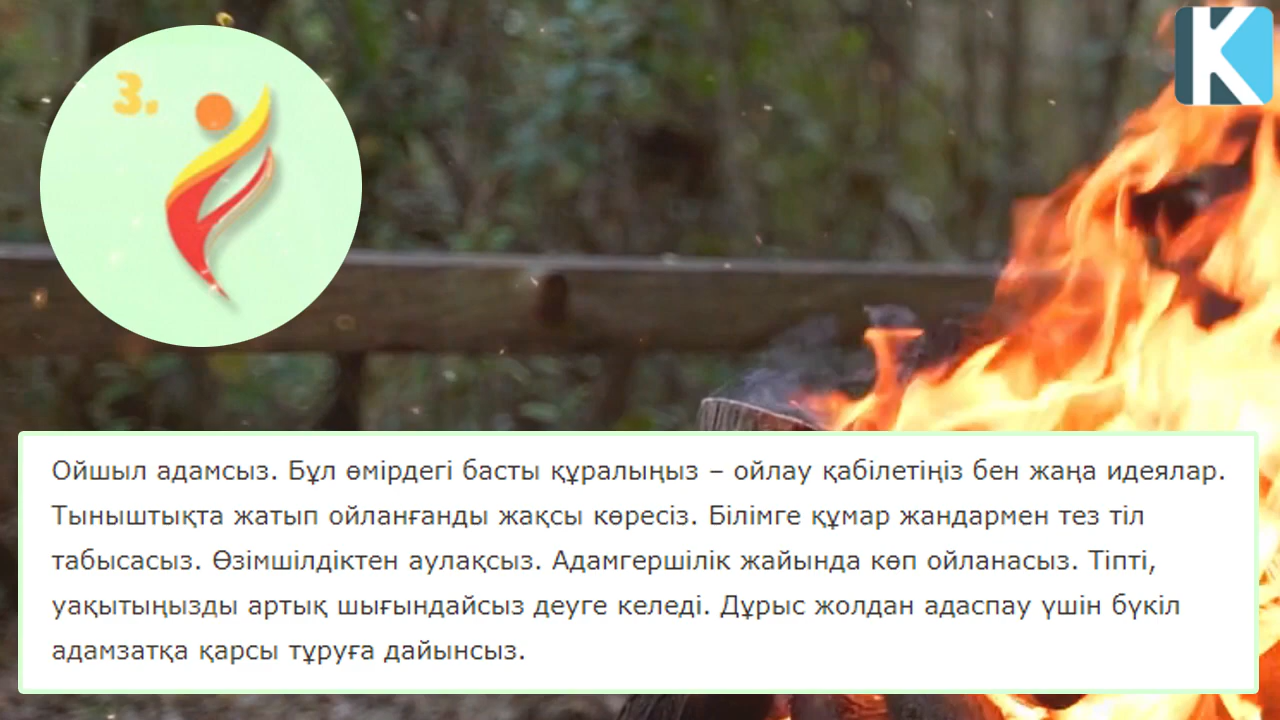 3.
K
Ойшыл адамсыз. Бұл өмірдегі басты құралыңыз – ойлау қабілетіңіз бен жаңа идеялар.
Тыныштықта жатып ойланғанды жақсы көресіз. Білімге құмар жандармен тез тіл
табысасыз. Өзімшілдіктен аулақсыз. Адамгершілік жайында көп ойланасыз. Тіпті,
уақытыңызды артық шығындайсыз деуге келеді. Дұрыс жолдан адаспау үшін бүкіл
адамзатқа қарсы тұруға дайынсыз.